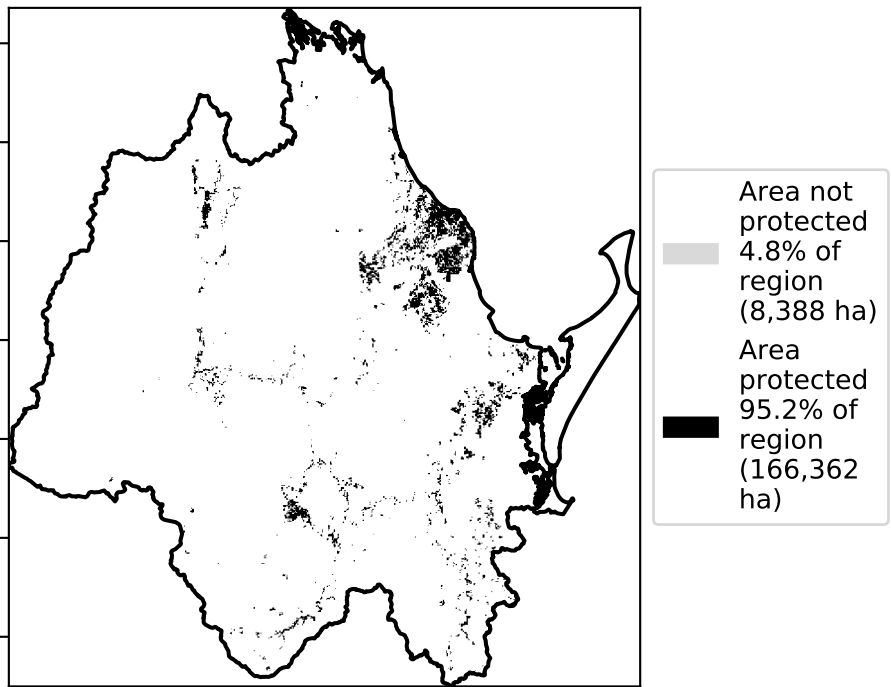 Area not
protected
4.8% of
region
(8,388 ha)
Area
protected
95.2% of
region
(166,362
ha)